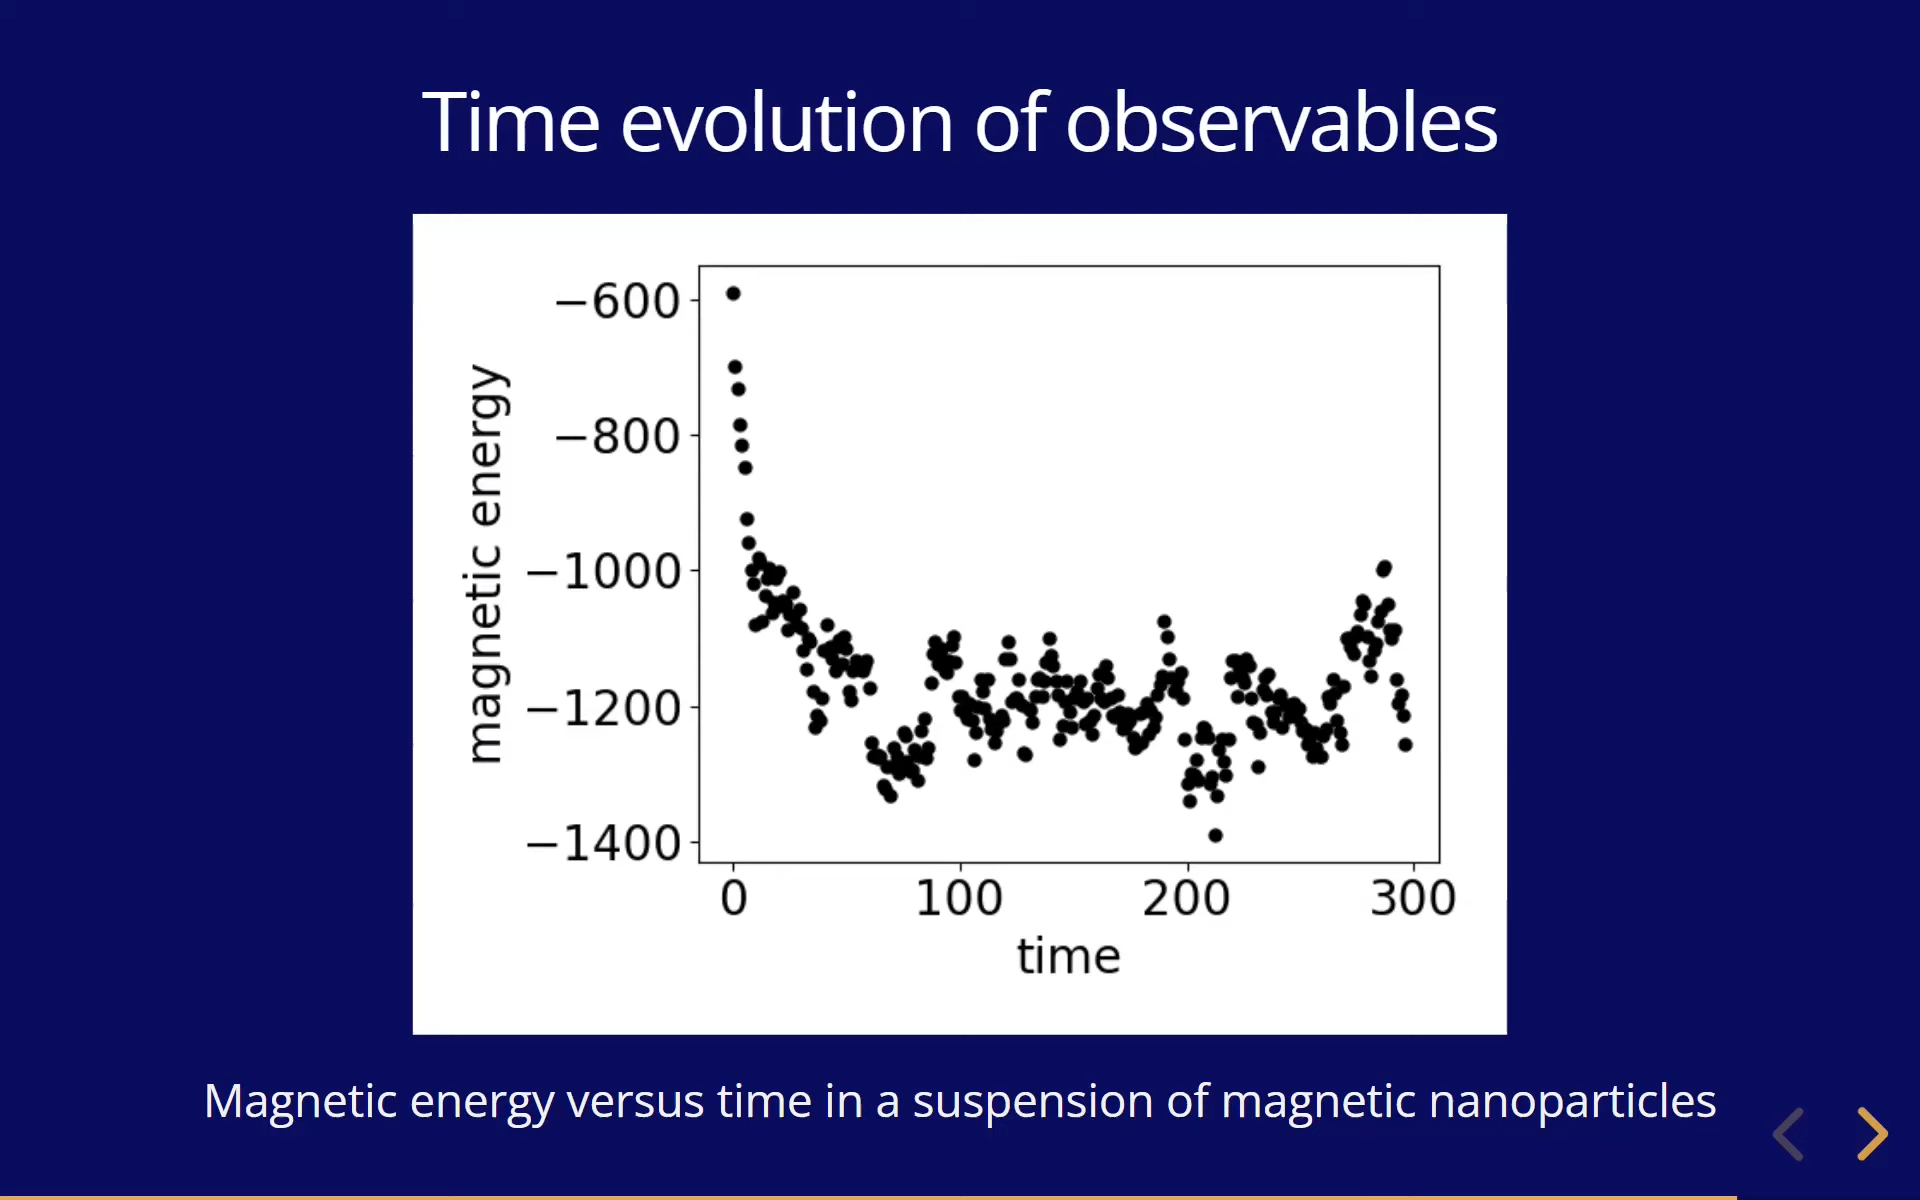 Time evolution of observables
−600
−800
−1000
−1200
−1400
magnetic energy
0 100 200 300
time
Magnetic energy versus time in a suspension of magnetic nanoparticles